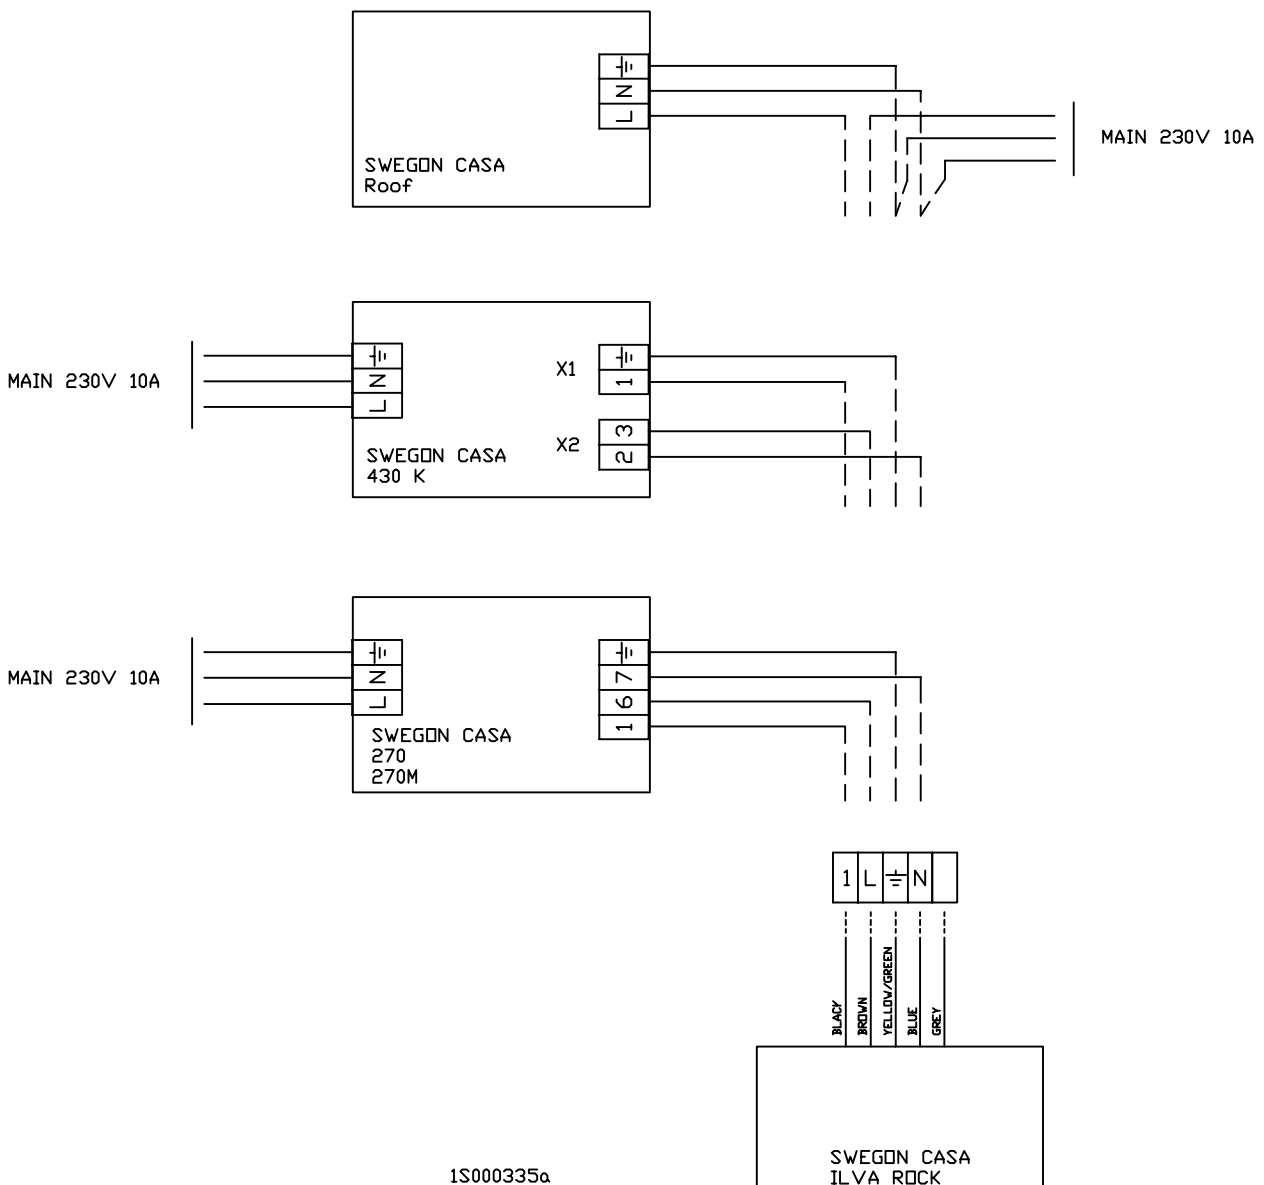 N
L
SWEGON CASA
Roof
MAIN 230V 10A
MAIN 230V 10A
N
L
X1
1
X2
3
2
SWEGON CASA
430 K
MAIN 230V 10A
N
L
7
6
1
SWEGON CASA
270
270M
1 L N
BLACK
BROWN
YELLOW/GREEN
BLUE
GREY
SWEGON CASA
ILVA ROCK
1S000335a